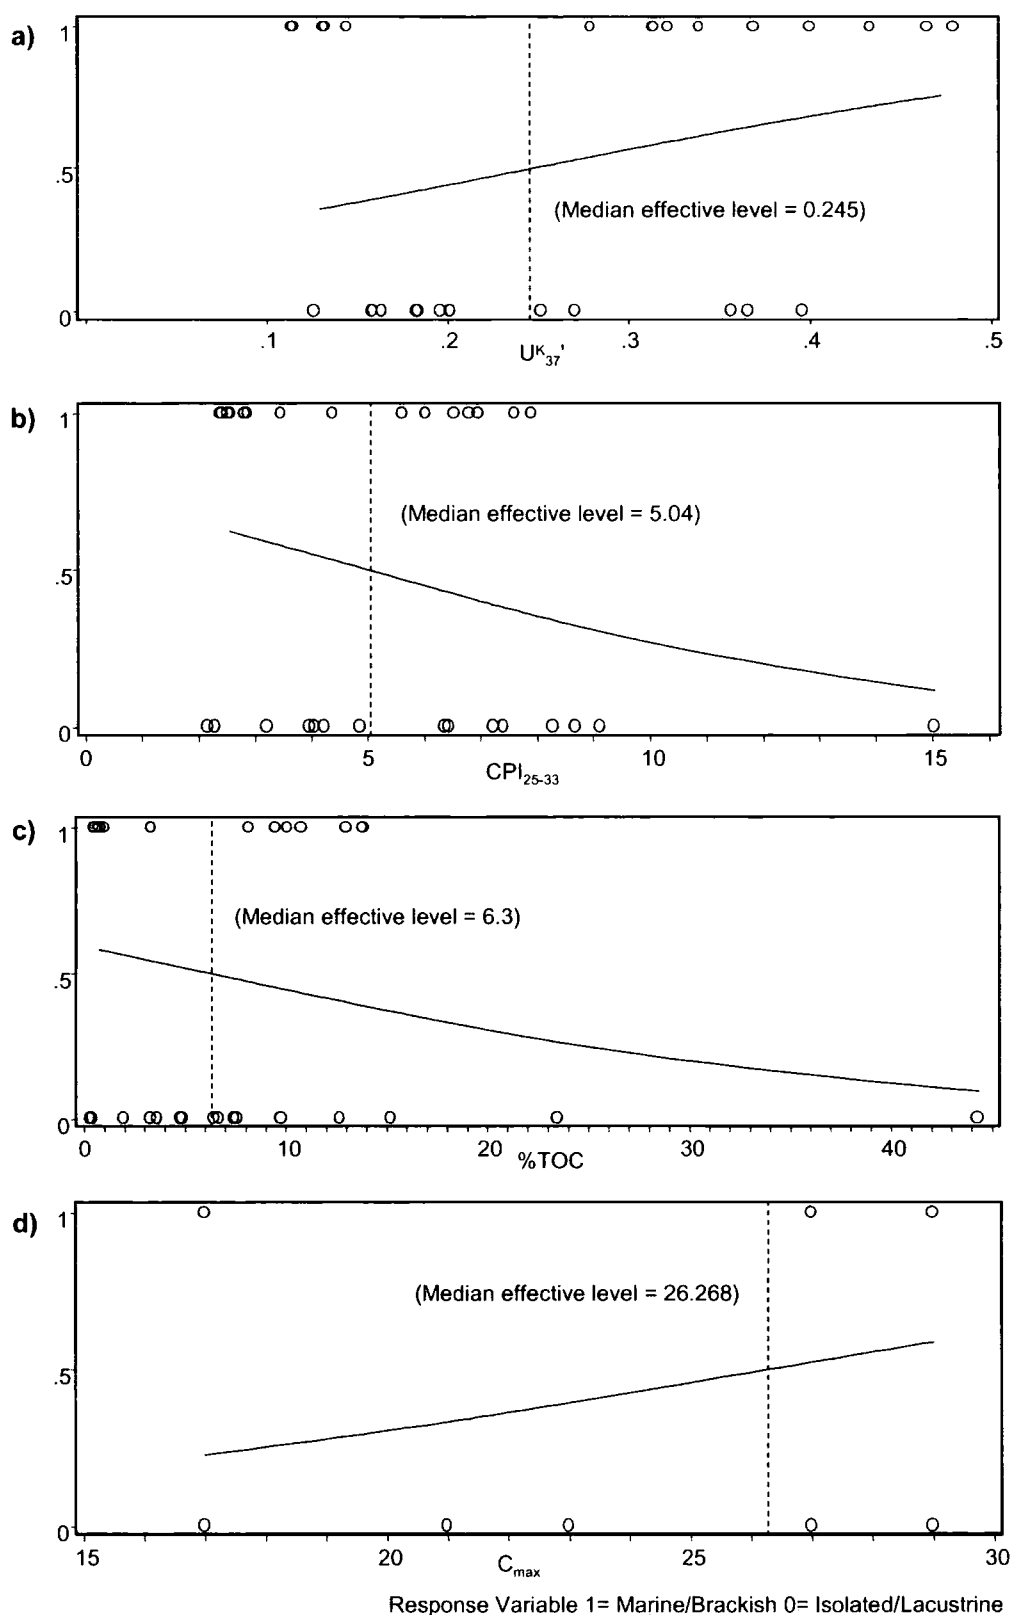 a)
1
.5
(Median effective level = 0.245)
0
.1 .2 .3 .4 .5
UK37'
b)
1
(Median effective level = 5.04)
.5
0
0 5 10 15
CPI25-33
c)
1
(Median effective level = 6.3)
.5
0
0 10 20 30 40
%TOC
d)
1
(Median effective level = 26.268)
.5
0
15 20 25 30
Cmax
Response Variable 1= Marine/Brackish 0= Isolated/Lacustrine